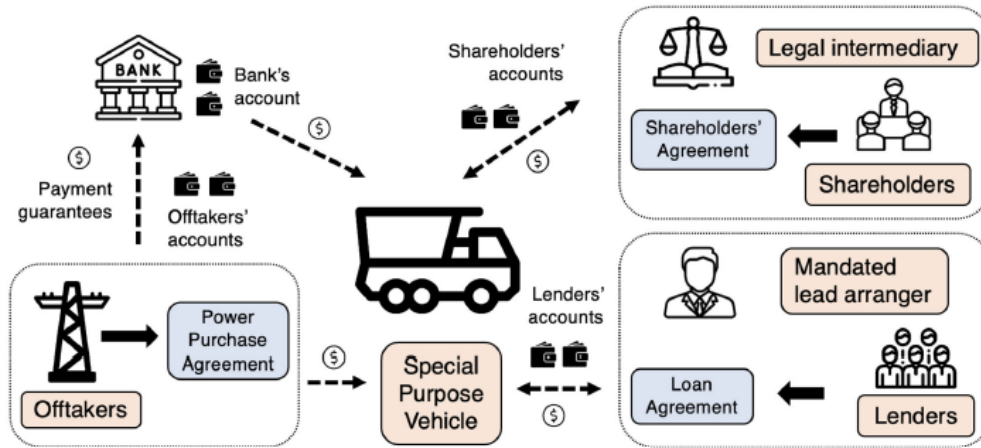 BANK
Bank's
account
$
$
Payment
guarantees
Offtakers'
accounts
Shareholders'
accounts
$
Legal intermediary
Shareholders'
Agreement
Shareholders
Offtakers
Power
Purchase
Agreement
$
Special
Purpose
Vehicle
Lenders'
accounts
$
Mandated
lead arranger
Loan
Agreement
Lenders